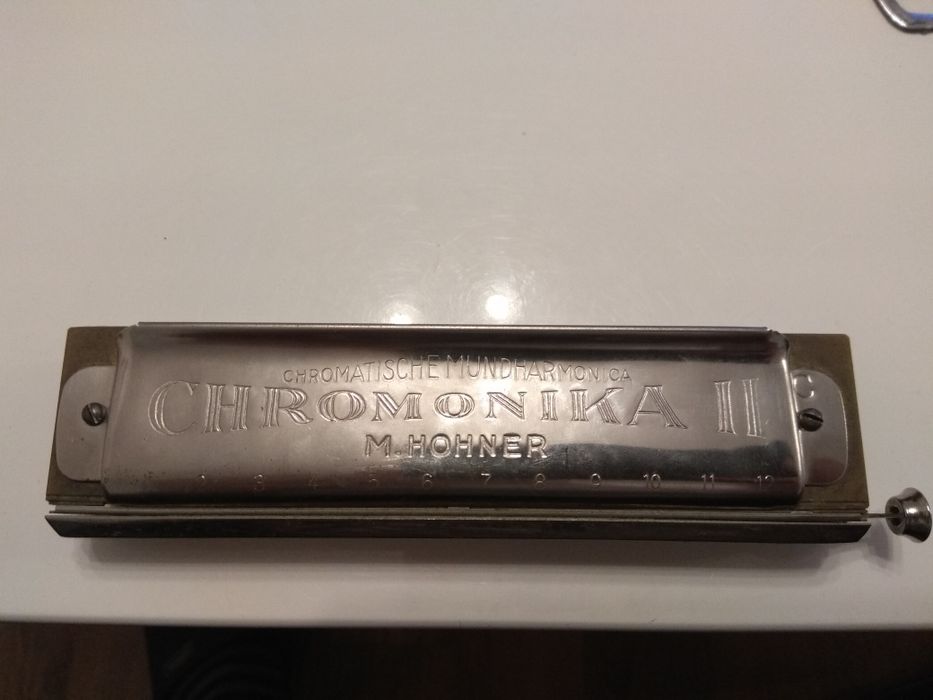 CHROMATISCHE MUNDHARMONICA
CHROMONIKA II
C
M. HOHNER
2 3 4 5 6 7 8 9 10 11 12